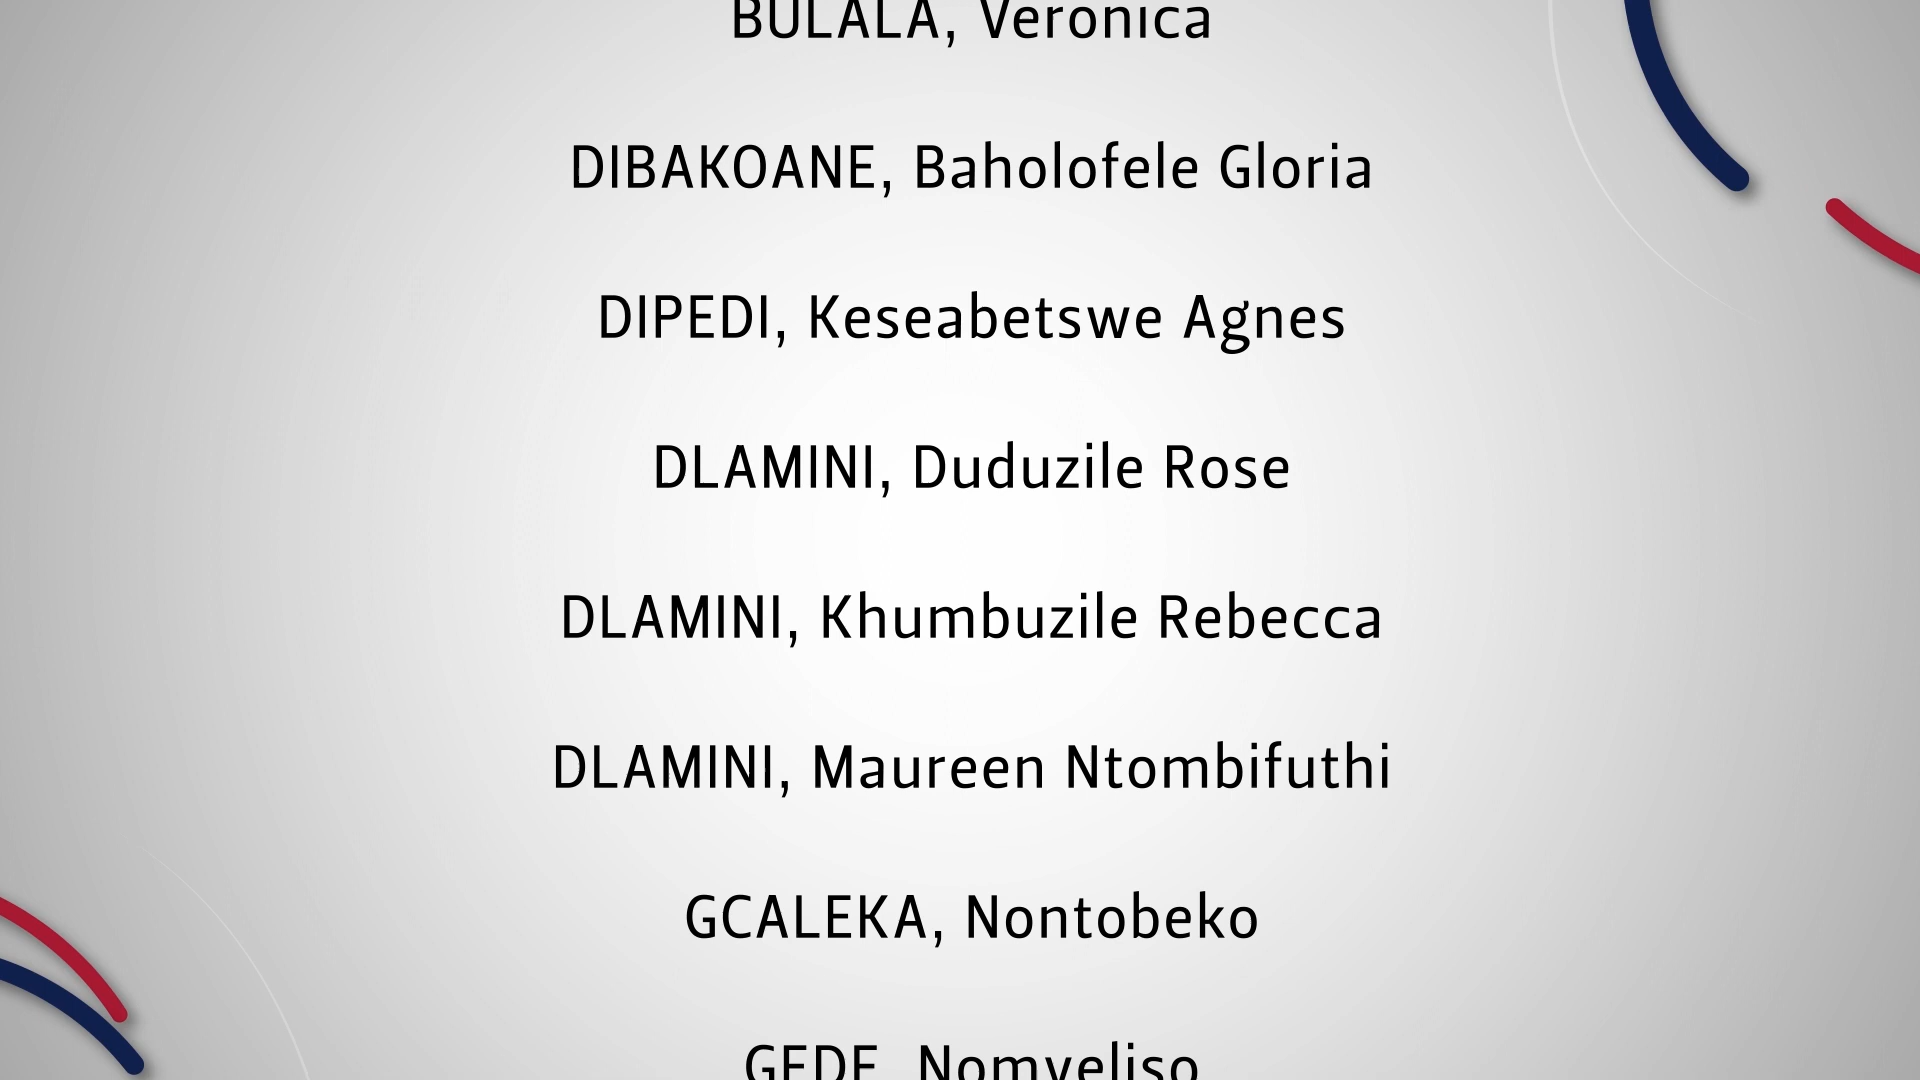 BULALA, Veronica
DIBAKOANE, Baholofele Gloria
DIPEDI, Keseabetswe Agnes
DLAMINI, Duduzile Rose
DLAMINI, Khumbuzile Rebecca
DLAMINI, Maureen Ntombifuthi
GCALEKA, Nontobeko
GEDE, Nomveliso